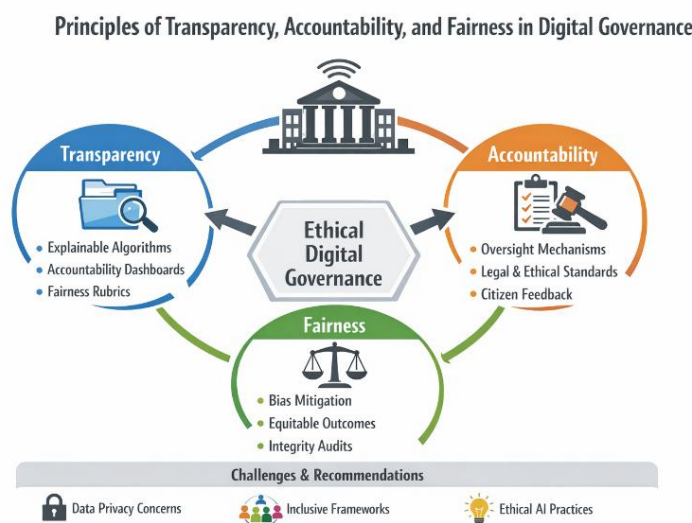 Principles of Transparency, Accountability, and Fairness in Digital Governance
Transparency
• Explainable Algorithms
• Accountability Dashboards
• Fairness Rubrics
Ethical
Digital
Governance
Accountability
• Oversight Mechanisms
• Legal & Ethical Standards
• Citizen Feedback
Fairness
• Bias Mitigation
• Equitable Outcomes
• Integrity Audits
Challenges & Recommendations
Data Privacy Concerns
Inclusive Frameworks
Ethical AI Practices